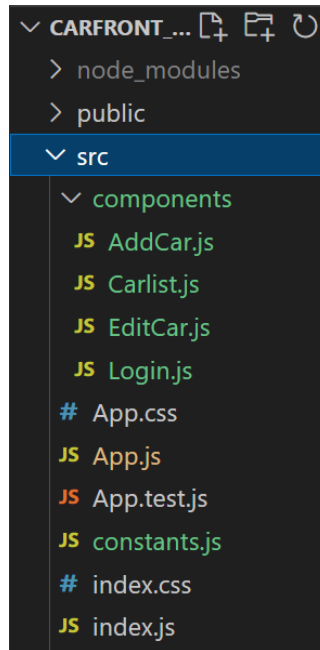 CARFRONT_...
node_modules
public
src
components
JS AddCar.js
JS Carlist.js
JS EditCar.js
JS Login.js
# App.css
JS App.js
JS App.test.js
JS constants.js
# index.css
JS index.js